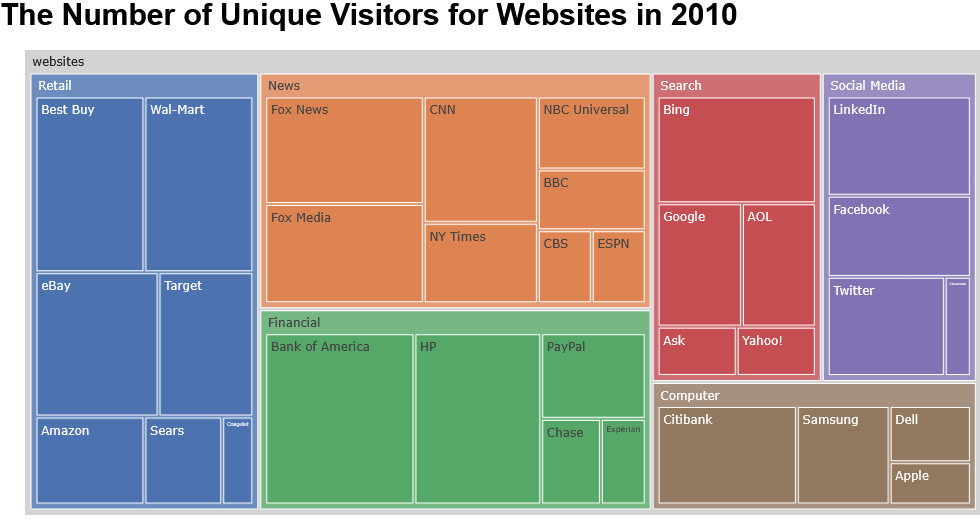 The Number of Unique Visitors for Websites in 2010
websites
Retail
Best Buy
Wal-Mart
eBay
Target
Amazon
Sears
Craigslist
News
Fox News
CNN
NBC Universal
BBC
Fox Media
NY Times
CBS
ESPN
Financial
Bank of America
HP
PayPal
Chase
Experian
Search
Bing
Google
AOL
Ask
Yahoo!
Social Media
LinkedIn
Facebook
Twitter
Computer
Citibank
Samsung
Dell
Apple